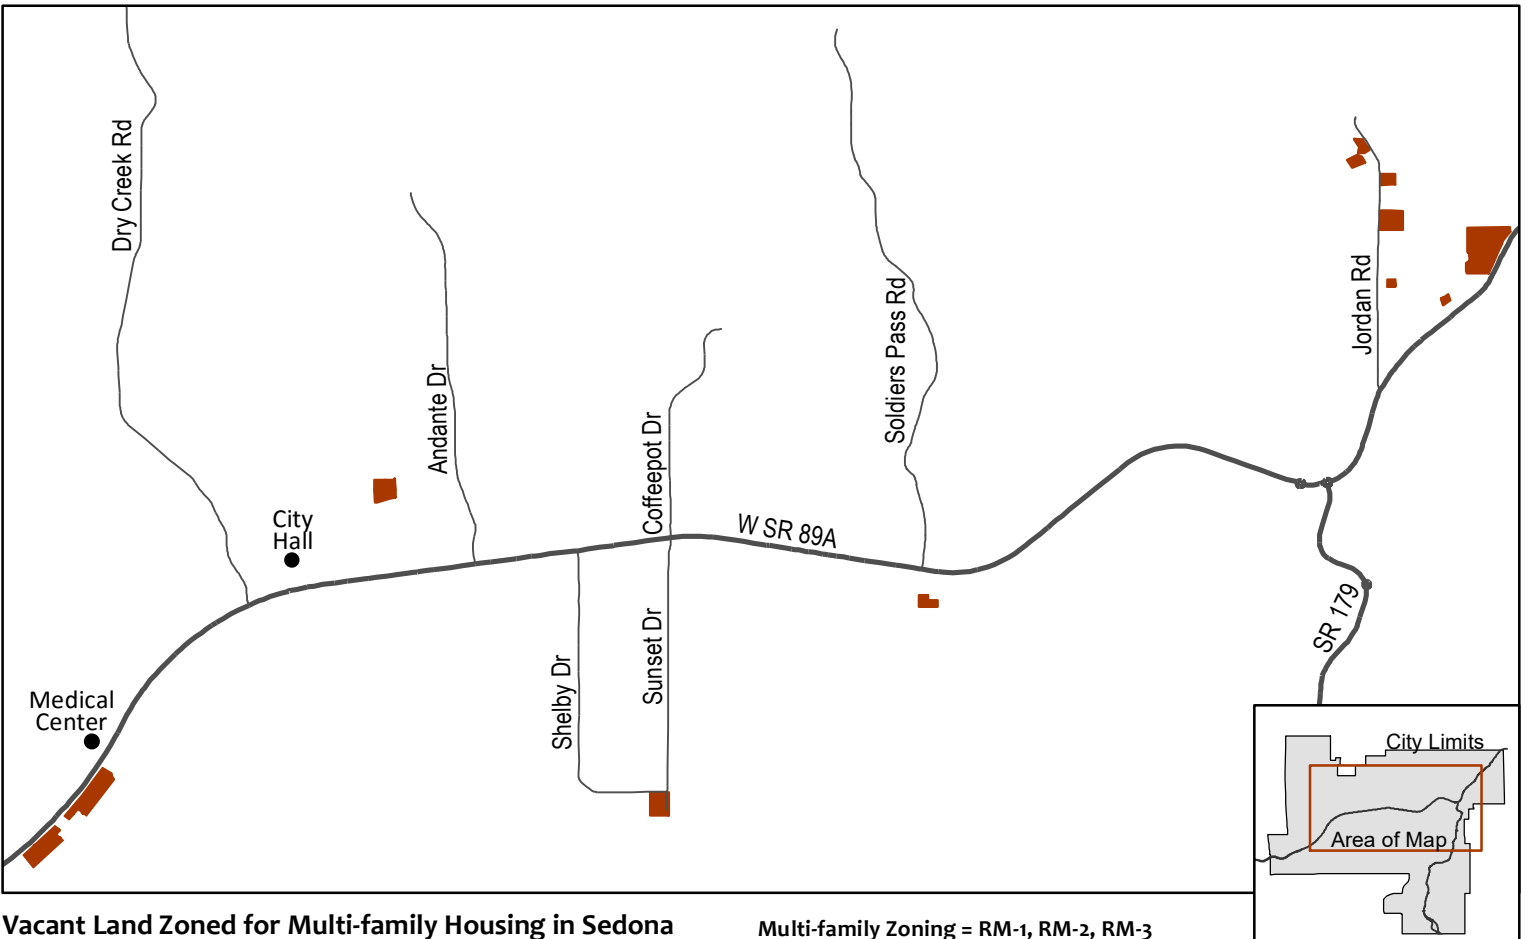 Dry Creek Rd
Andante Dr
Coffeepot Dr
Soldiers Pass Rd
Jordan Rd
City
Hall
W SR 89A
Medical
Center
Shelby Dr
Sunset Dr
SR 179
City Limits
Area of Map
Vacant Land Zoned for Multi-family Housing in Sedona
Multi-family Zoning = RM-1, RM-2, RM-3